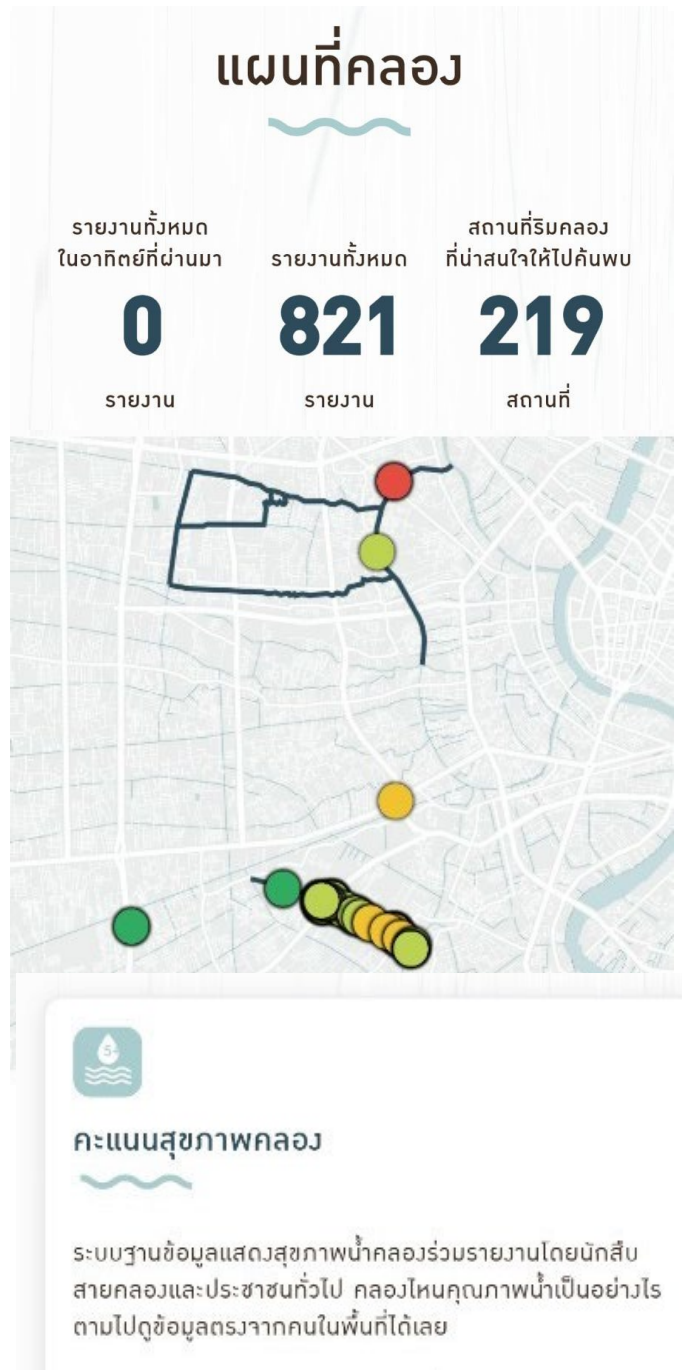 แผนที่คลอง
รายงานทั้งหมด
ในอาทิตย์ที่ผ่านมา
0
รายงาน
รายงานทั้งหมด
821
รายงาน
สถานที่ริมคลอง
ที่น่าสนใจให้ไปค้นพบ
219
สถานที่
5+
คะแนนสุขภาพคลอง
ระบบฐานข้อมูลแสดงสุขภาพน้ำคลองร่วมรายงานโดยนักสืบ
สายคลองและประชาชนทั่วไป คลองไหนคุณภาพน้ำเป็นอย่างไร
ตามไปดูข้อมูลตรงจากคนในพื้นที่ได้เลย